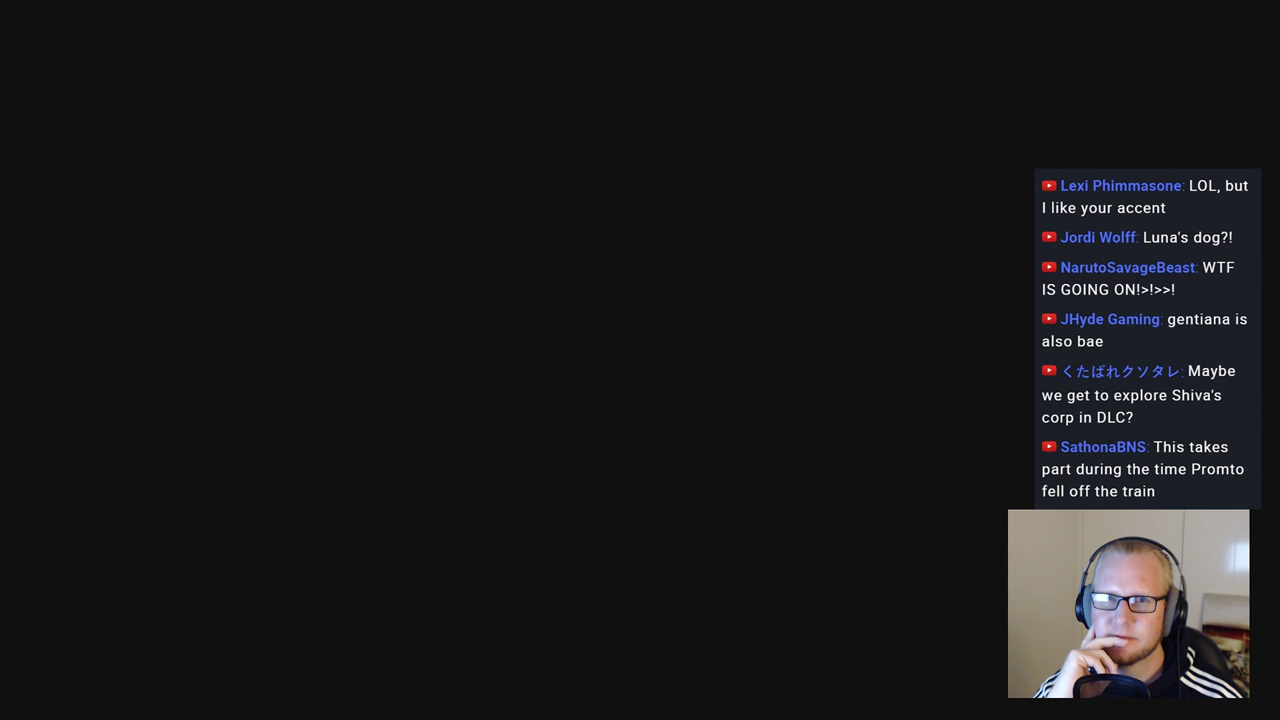 Lexi Phimmasone: LOL, but
I like your accent
Jordi Wolff: Luna's dog?!
NarutoSavageBeast: WTF
IS GOING ON!>!>>!
JHyde Gaming: gentiana is
also bae
くたばれクソタレ: Maybe
we get to explore Shiva's
corp in DLC?
SathonaBNS: This takes
part during the time Promto
fell off the train